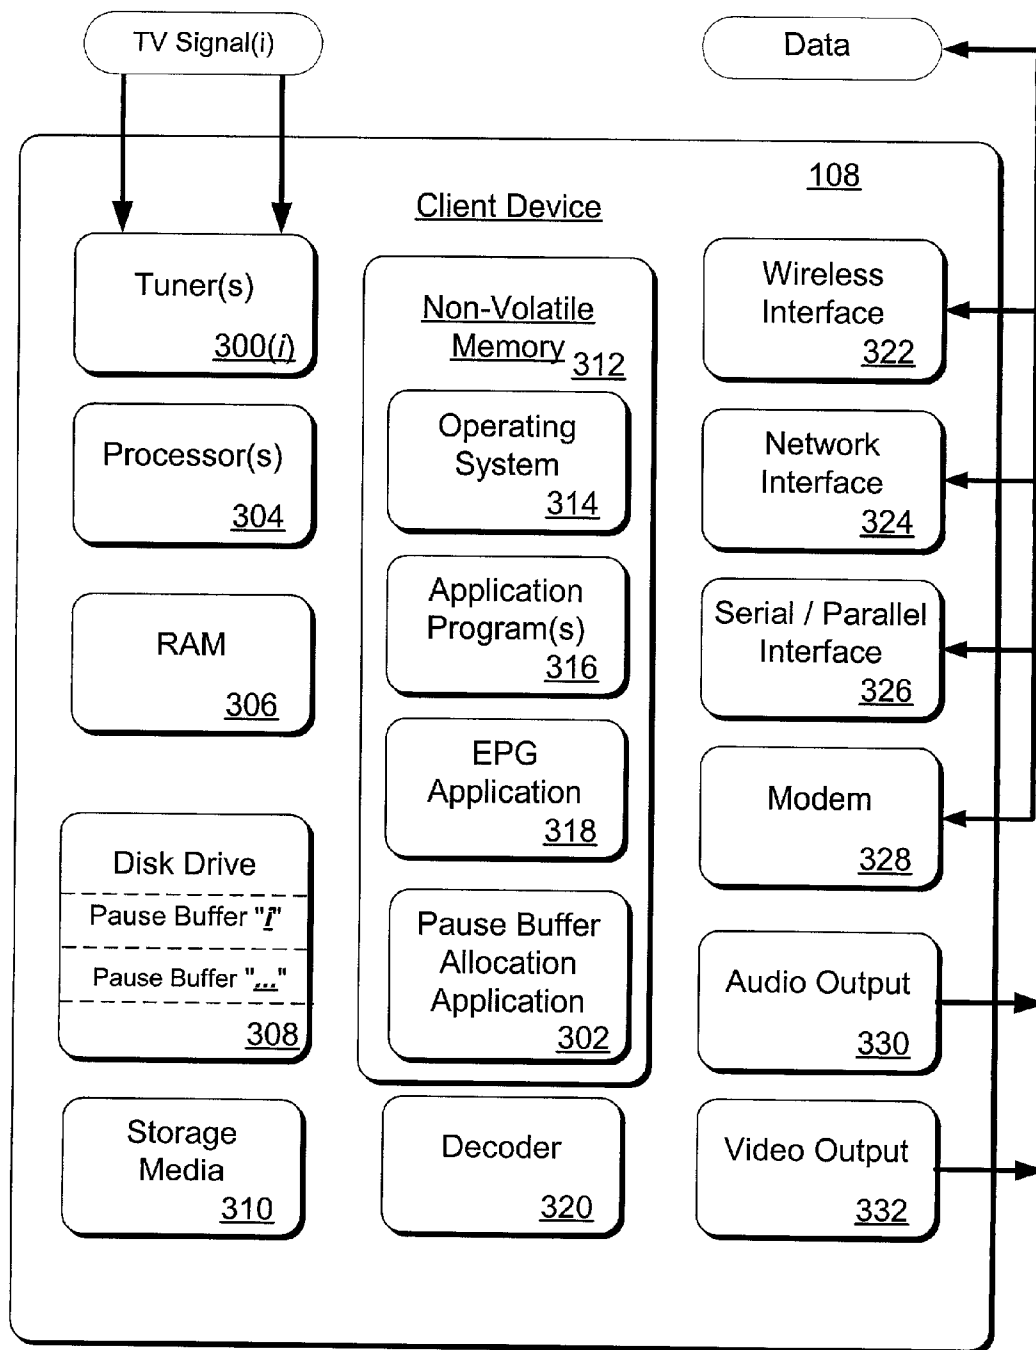 TV Signal(i)
Data
108
Client Device
Tuner(s)
300(i)
Processor(s)
304
RAM
306
Disk Drive
Pause Buffer "i"
Pause Buffer "..."
308
Storage
Media
310
Non-Volatile
Memory
312
Operating
System
314
Application
Program(s)
316
EPG
Application
318
Pause Buffer
Allocation
Application
302
Decoder
320
Wireless
Interface
322
Network
Interface
324
Serial / Parallel
Interface
326
Modem
328
Audio Output
330
Video Output
332